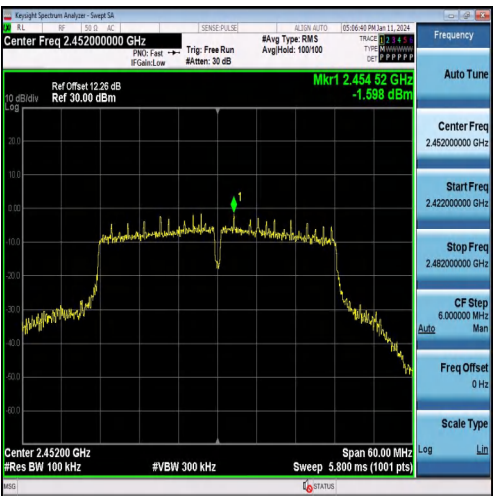 Keysight Spectrum Analyzer - Swept SA
RL RF 50 Ω AC SENSE:PULSE ALIGN AUTO 05:06:40 PM Jan 11, 2024
Center Freq 2.452000000 GHz
PNO: Fast
IFGain:Low
Trig: Free Run
#Atten: 30 dB
#Avg Type: RMS
Avg|Hold: 100/100
TRACE 1 2 3 4 5 6
TYPE M W W W W W
DET P P P P P P
Frequency
Auto Tune
Center Freq
2.452000000 GHz
Start Freq
2.422000000 GHz
Stop Freq
2.482000000 GHz
CF Step
6.000000 MHz
Auto Man
Freq Offset
0 Hz
Scale Type
Log Lin
Ref Offset 12.26 dB
10 dB/div Ref 30.00 dBm
Log
Mkr1 2.454 52 GHz
-1.598 dBm
1
20.0
10.0
0.00
-10.0
-20.0
-30.0
-40.0
-50.0
-60.0
Center 2.45200 GHz Span 60.00 MHz
#Res BW 100 kHz #VBW 300 kHz Sweep 5.800 ms (1001 pts)
MSG STATUS